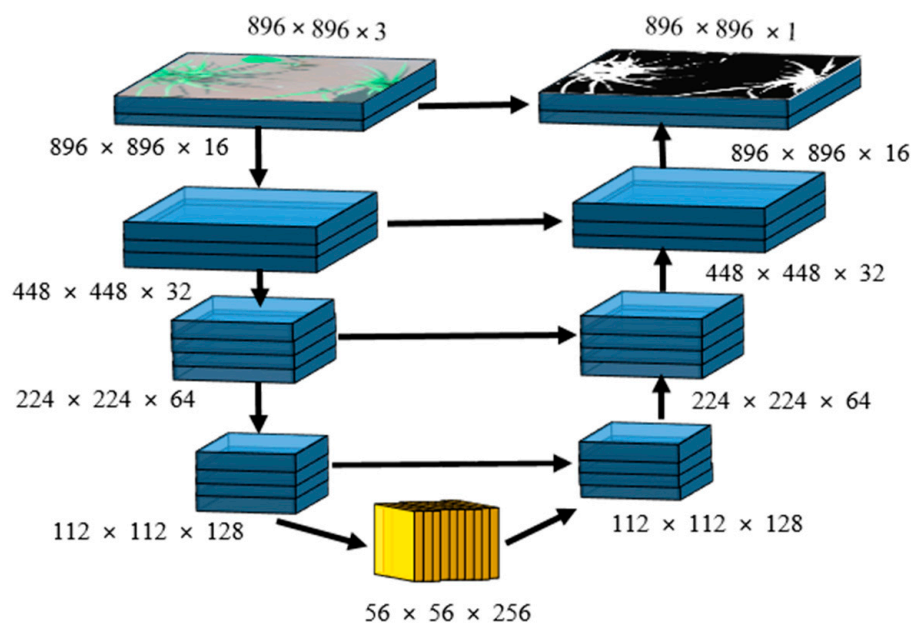 896 × 896 × 3
896 × 896 × 1
896 × 896 × 16
896 × 896 × 16
448 × 448 × 32
448 × 448 × 32
224 × 224 × 64
224 × 224 × 64
112 × 112 × 128
112 × 112 × 128
56 × 56 × 256